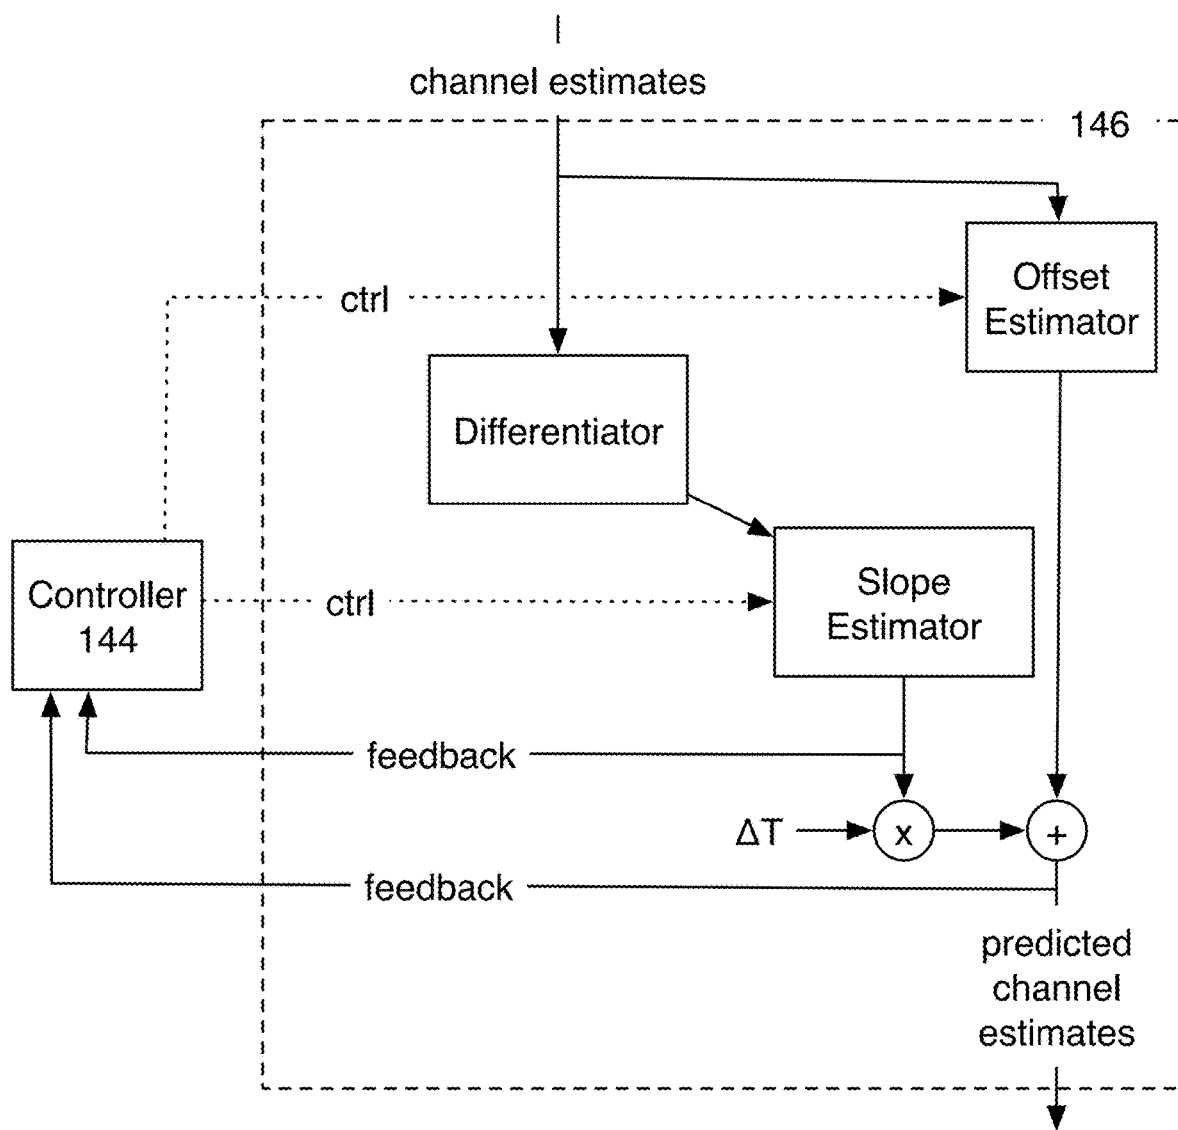 channel estimates
146
Offset
Estimator
ctrl
Differentiator
Slope
Estimator
Controller
144
ctrl
feedback
ΔT
x
+
feedback
predicted
channel
estimates